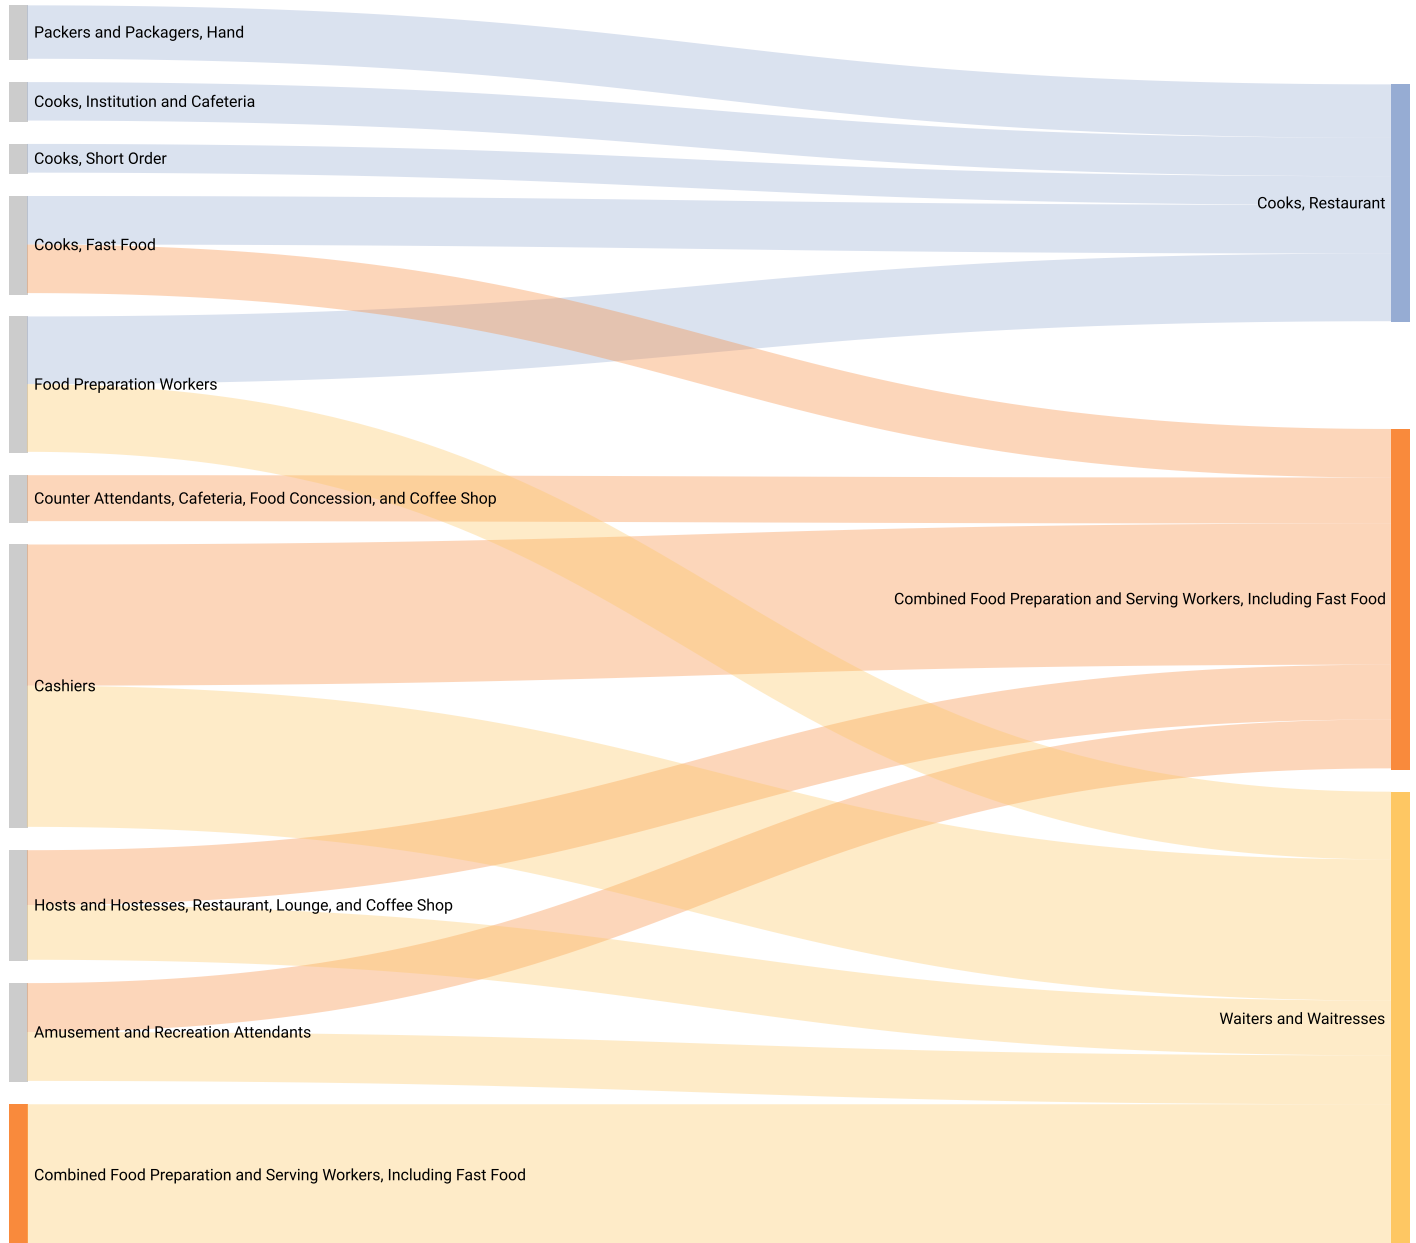 Packers and Packagers, Hand
Cooks, Institution and Cafeteria
Cooks, Short Order
Cooks, Fast Food
Food Preparation Workers
Counter Attendants, Cafeteria, Food Concession, and Coffee Shop
Cashiers
Hosts and Hostesses, Restaurant, Lounge, and Coffee Shop
Amusement and Recreation Attendants
Combined Food Preparation and Serving Workers, Including Fast Food
Cooks, Restaurant
Combined Food Preparation and Serving Workers, Including Fast Food
Waiters and Waitresses